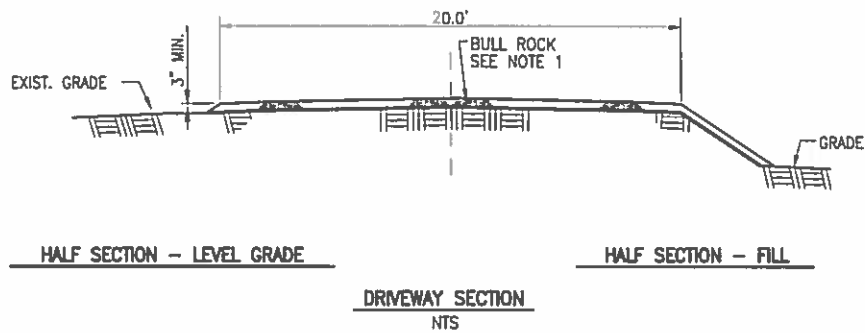 20.0'
3" MIN.
BULL ROCK
SEE NOTE 1
EXIST. GRADE
GRADE
HALF SECTION - LEVEL GRADE
HALF SECTION - FILL
DRIVEWAY SECTION
NTS